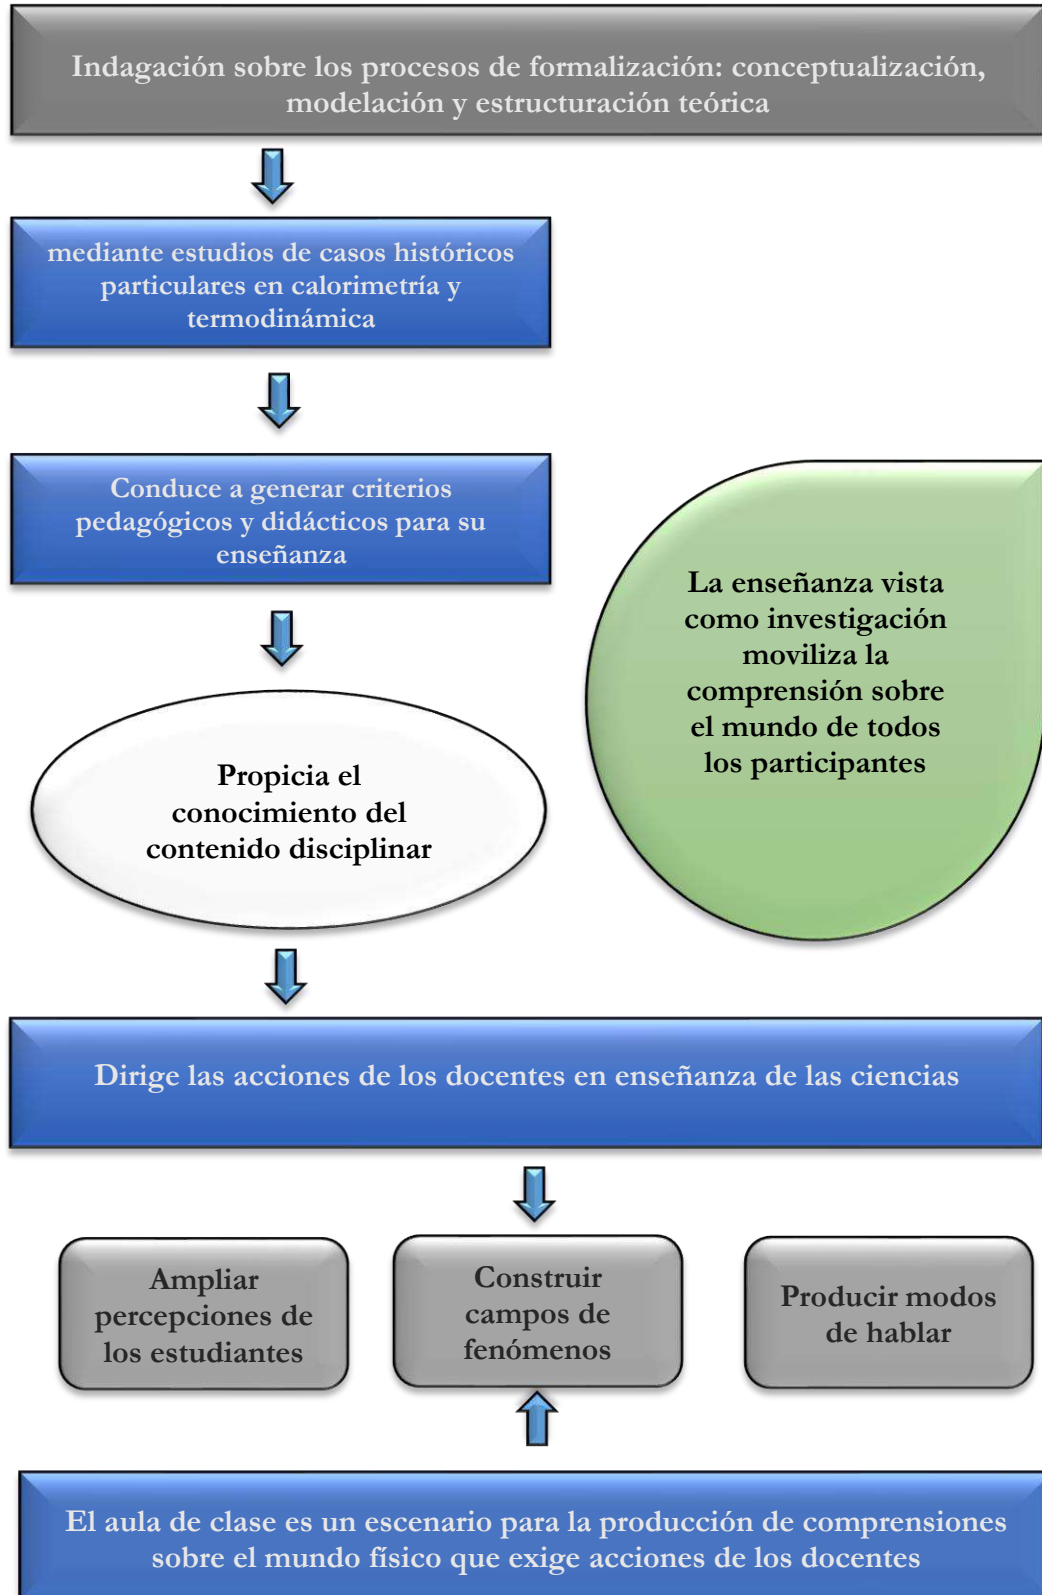 Indagación sobre los procesos de formalización: conceptualización,
modelación y estructuración teórica
mediante estudios de casos históricos
particulares en calorimetría y
termodinámica
Conduce a generar criterios
pedagógicos y didácticos para su
enseñanza
La enseñanza vista
como investigación
moviliza la
comprensión sobre
el mundo de todos
los participantes
Propicia el
conocimiento del
contenido disciplinar
Dirige las acciones de los docentes en enseñanza de las ciencias
Ampliar
percepciones de
los estudiantes
Construir
campos de
fenómenos
Producir modos
de hablar
El aula de clase es un escenario para la producción de comprensiones
sobre el mundo físico que exige acciones de los docentes